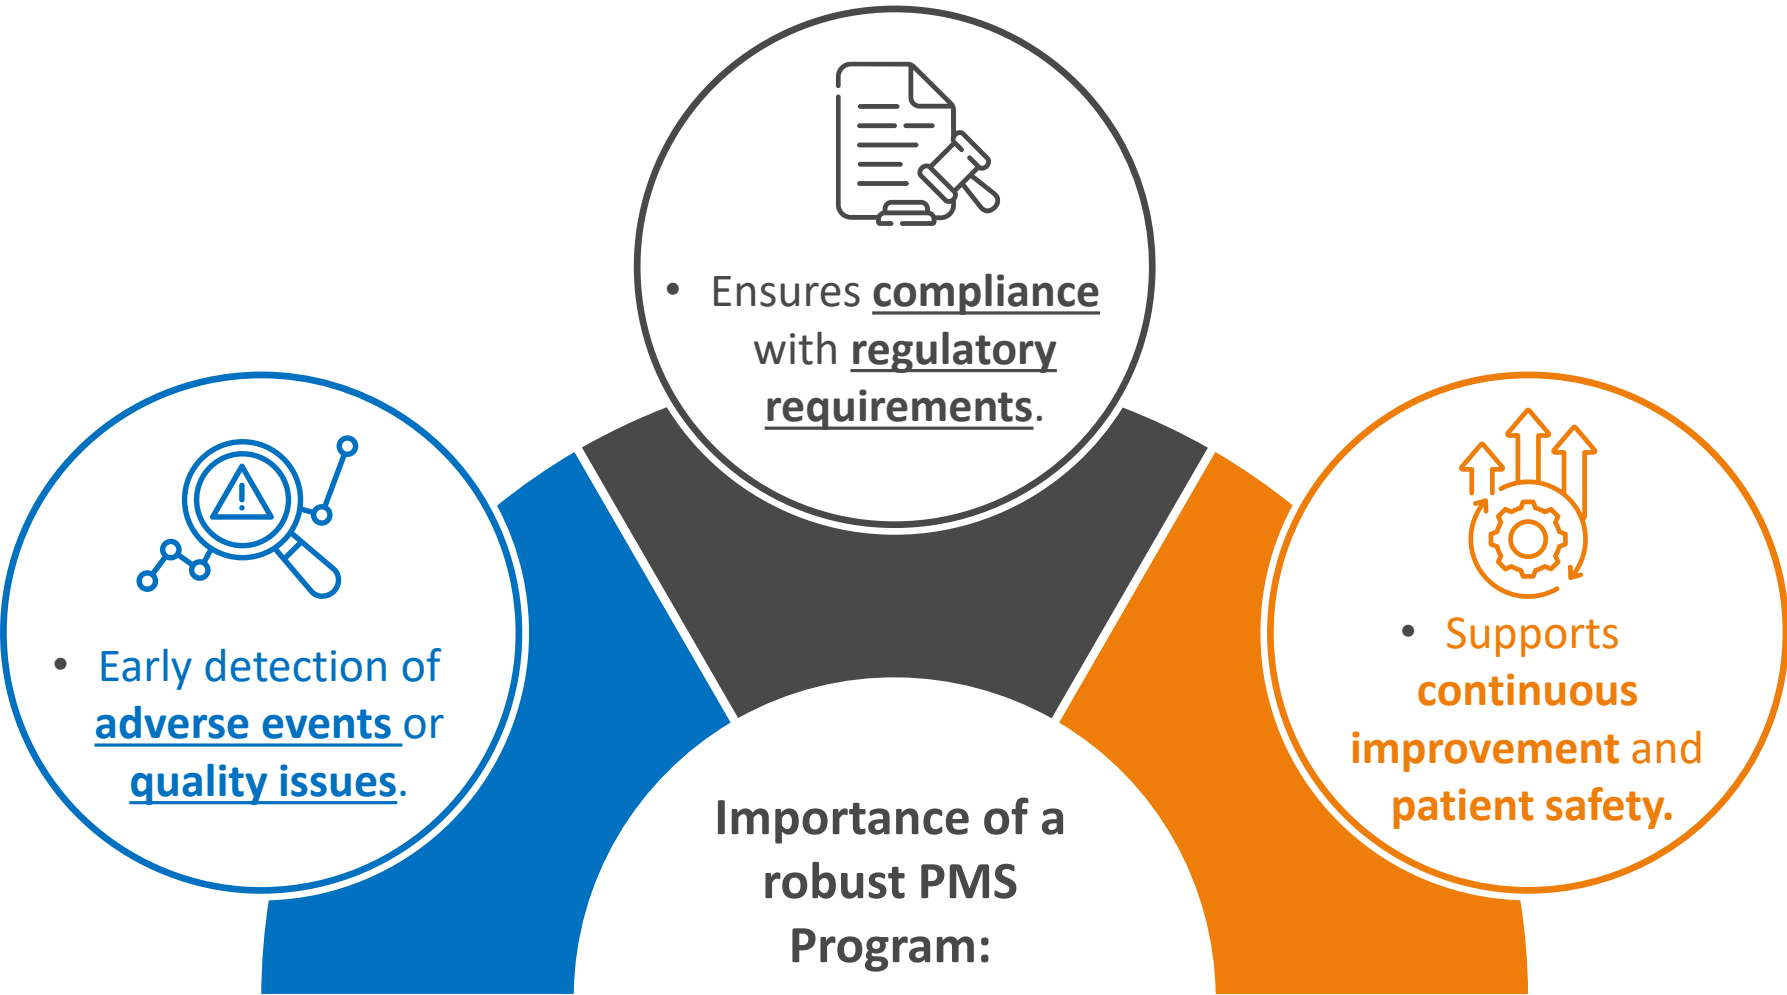 • Ensures compliance
with regulatory
requirements.
• Early detection of
adverse events or
quality issues.
• Supports
continuous
improvement and
patient safety.
Importance of a
robust PMS
Program: